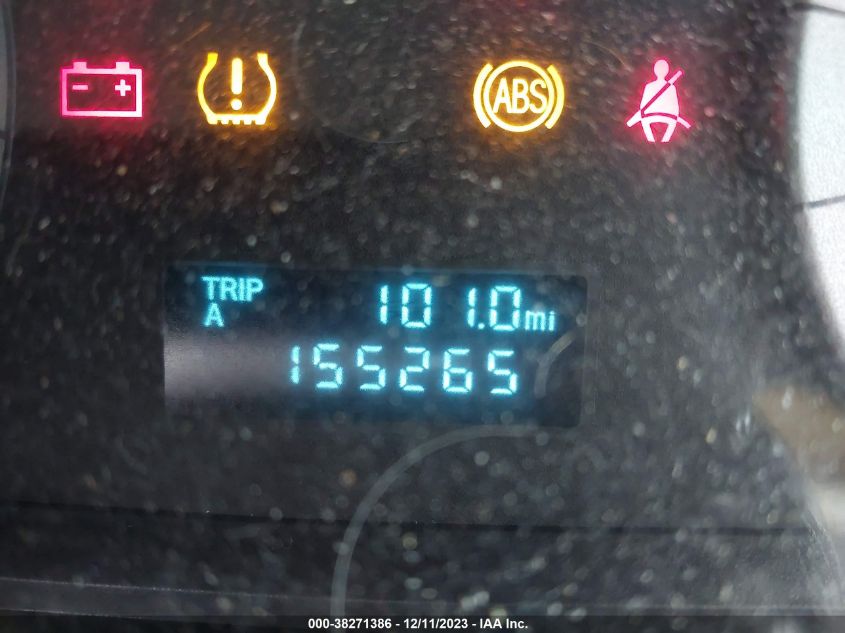 ABS
TRIP 101.0mi
A
155265
000-38271386 - 12/11/2023 - IAA Inc.